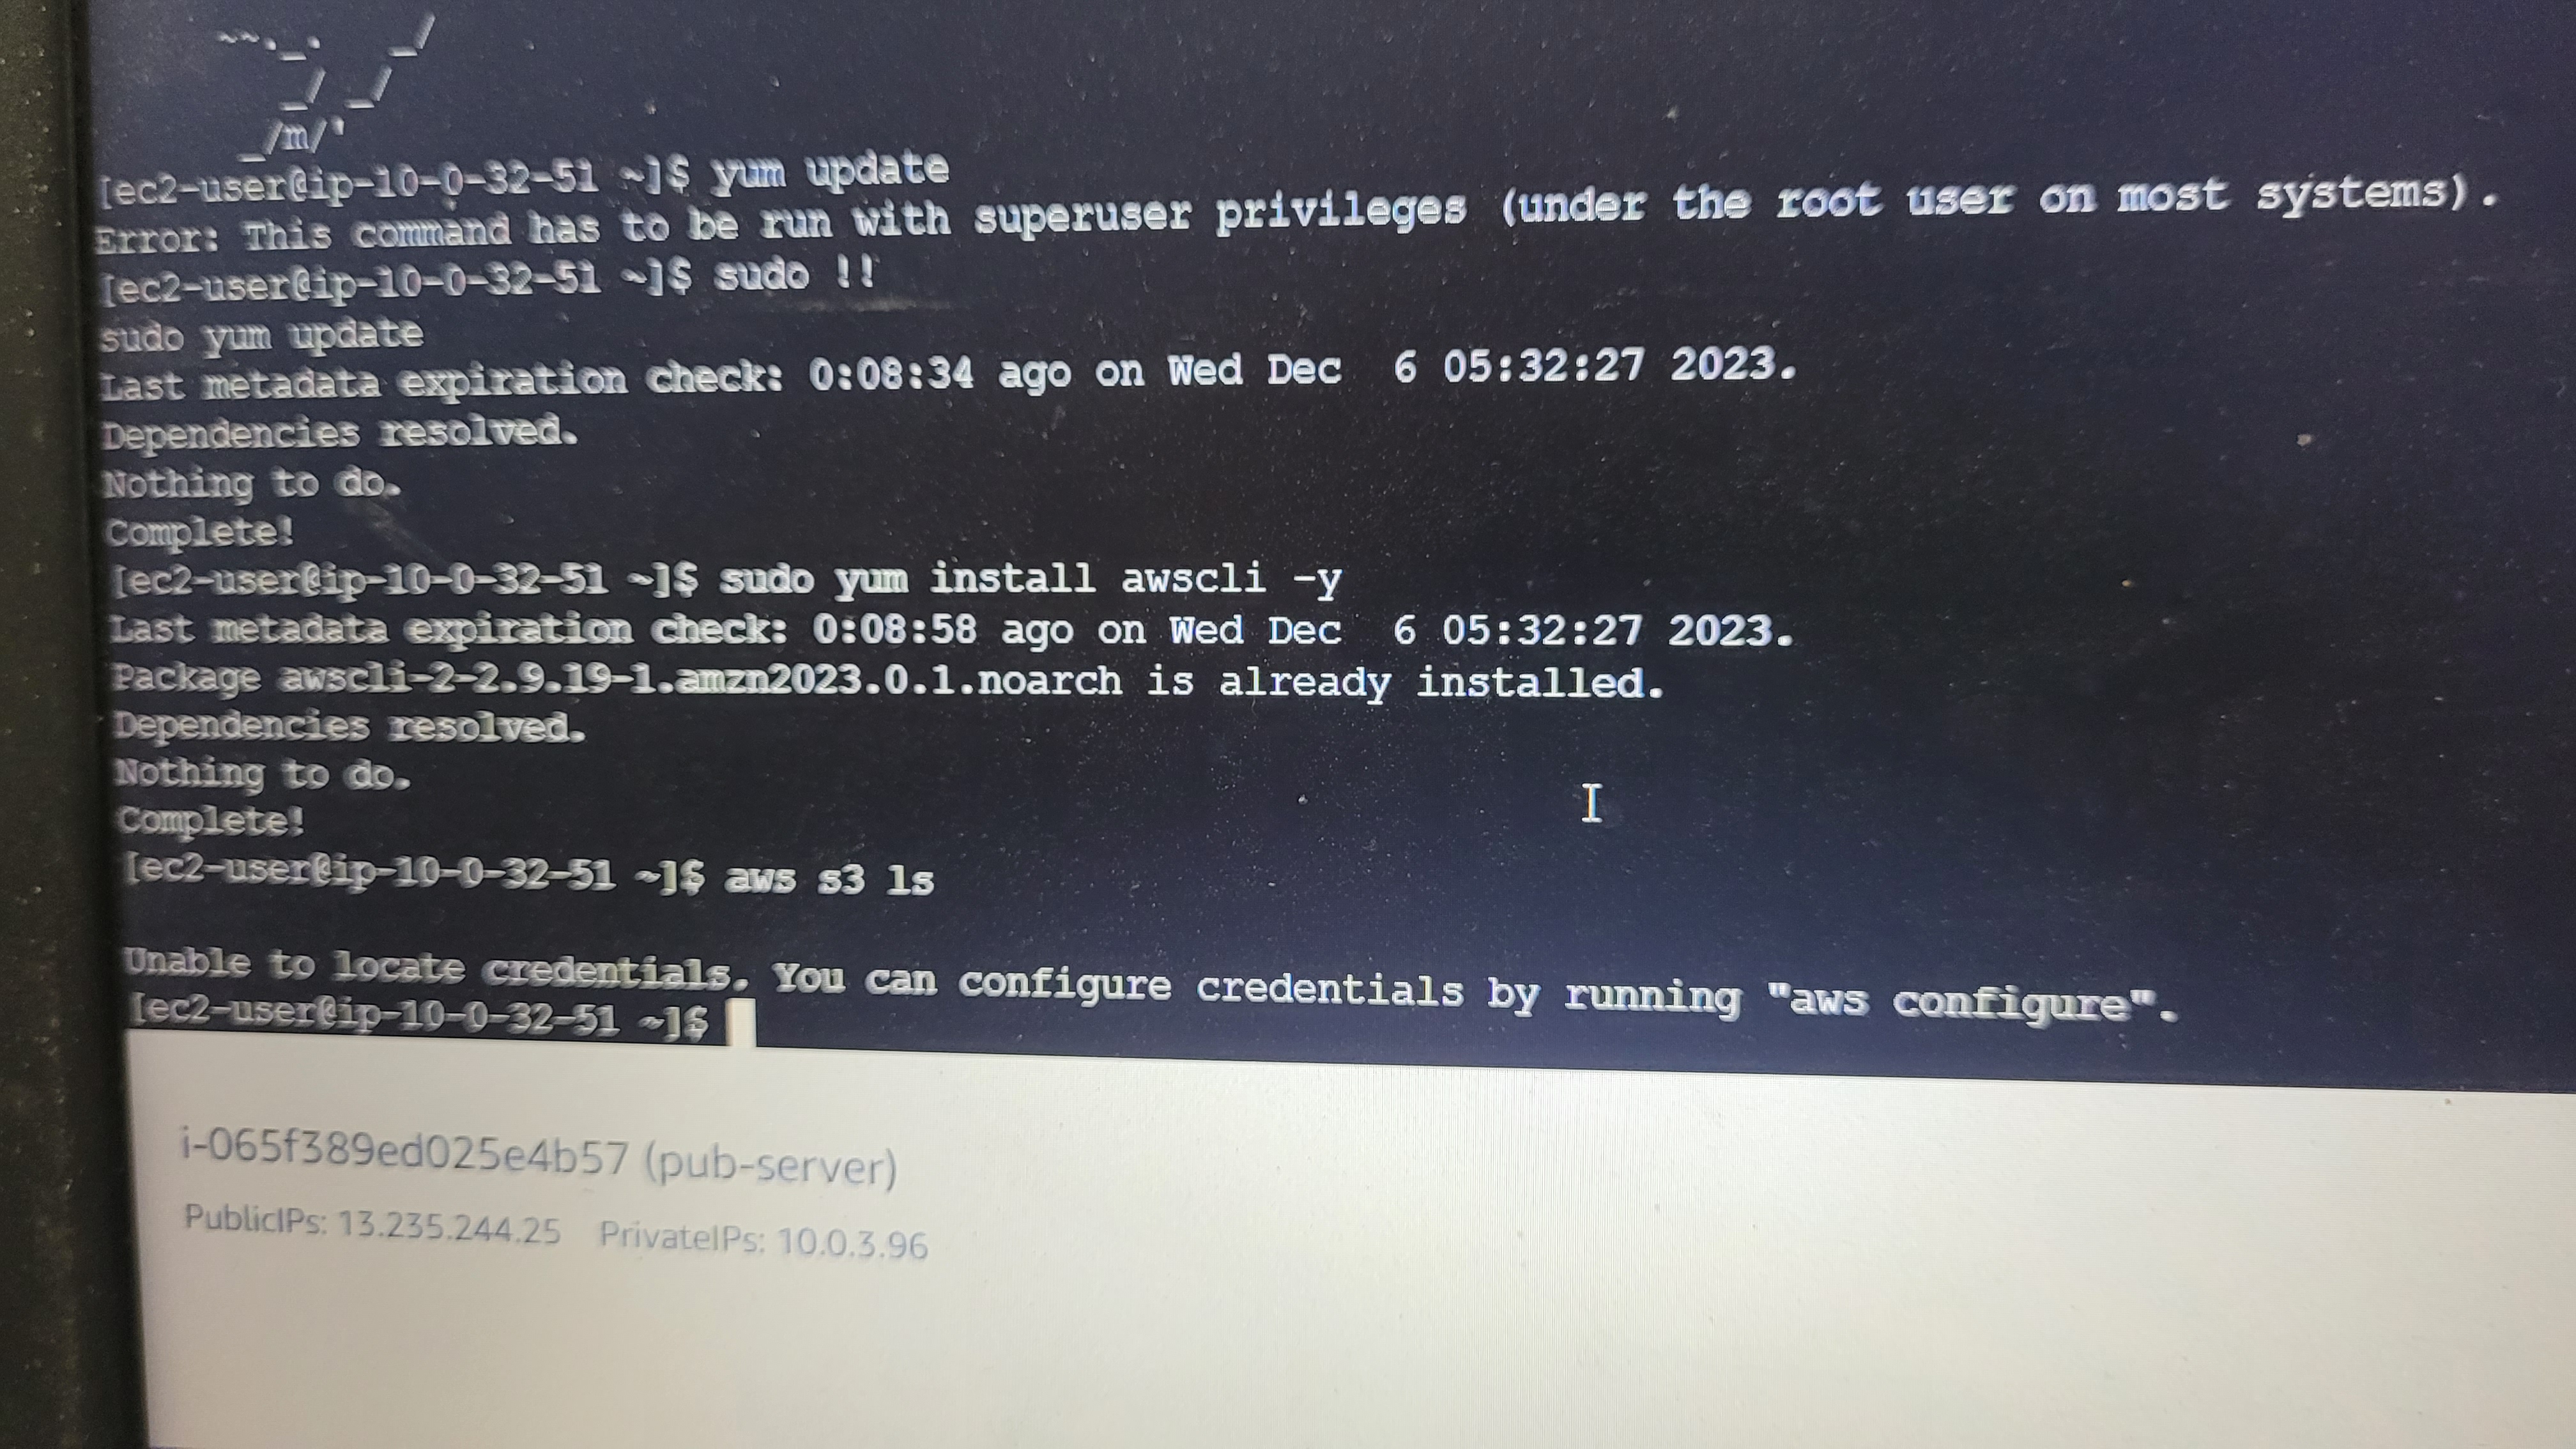 ~~._.   _/
_/ _/
_/m/'
[ec2-user@ip-10-0-32-51 ~]$ yum update
Error: This command has to be run with superuser privileges (under the root user on most systems).
[ec2-user@ip-10-0-32-51 ~]$ sudo !!
sudo yum update
Last metadata expiration check: 0:08:34 ago on Wed Dec  6 05:32:27 2023.
Dependencies resolved.
Nothing to do.
Complete!
[ec2-user@ip-10-0-32-51 ~]$ sudo yum install awscli -y
Last metadata expiration check: 0:08:58 ago on Wed Dec  6 05:32:27 2023.
Package awscli-2-2.9.19-1.amzn2023.0.1.noarch is already installed.
Dependencies resolved.
Nothing to do.
Complete!
[ec2-user@ip-10-0-32-51 ~]$ aws s3 ls
Unable to locate credentials. You can configure credentials by running "aws configure".
[ec2-user@ip-10-0-32-51 ~]$
i-065f389ed025e4b57 (pub-server)
PublicIPs: 13.235.244.25 PrivateIPs: 10.0.3.96